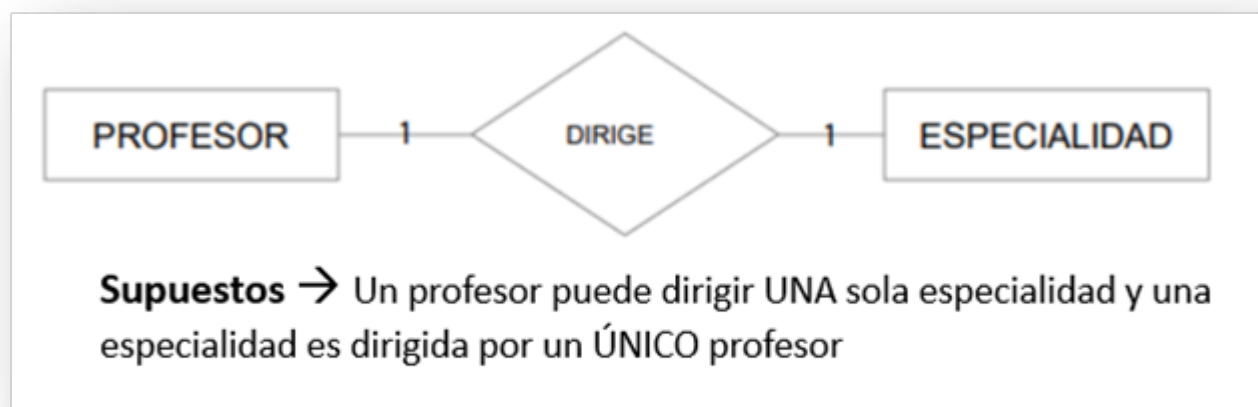 PROFESOR 1 DIRIGE 1 ESPECIALIDAD
Supuestos → Un profesor puede dirigir UNA sola especialidad y una
especialidad es dirigida por un ÚNICO profesor